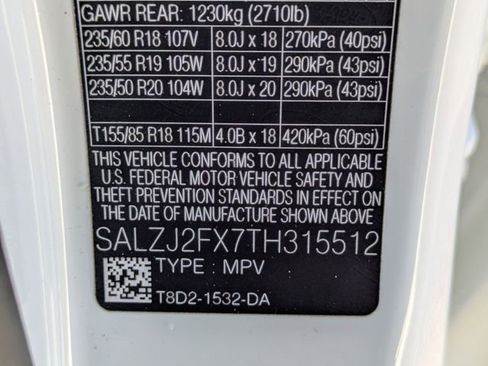 GAWR REAR: 1230kg (2710lb)
235/60 R18 107V 8.0J x 18 270kPa (40psi)
235/55 R19 105W 8.0J x 19 290kPa (43psi)
235/50 R20 104W 8.0J x 20 290kPa (43psi)
T155/85 R18 115M 4.0B x 18 420kPa (60psi)
THIS VEHICLE CONFORMS TO ALL APPLICABLE
U.S. FEDERAL MOTOR VEHICLE SAFETY AND
THEFT PREVENTION STANDARDS IN EFFECT ON
THE DATE OF MANUFACTURE SHOWN ABOVE
SALZJ2FX7TH315512
TYPE : MPV
T8D2-1532-DA